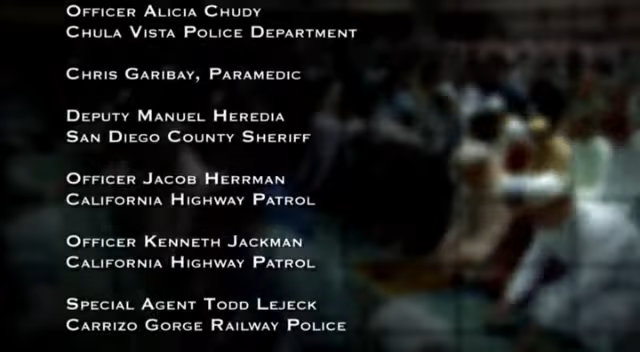 Officer Alicia Chudy
Chula Vista Police Department
Chris Garibay, Paramedic
Deputy Manuel Heredia
San Diego County Sheriff
Officer Jacob Herrman
California Highway Patrol
Officer Kenneth Jackman
California Highway Patrol
Special Agent Todd Lejeck
Carrizo Gorge Railway Police